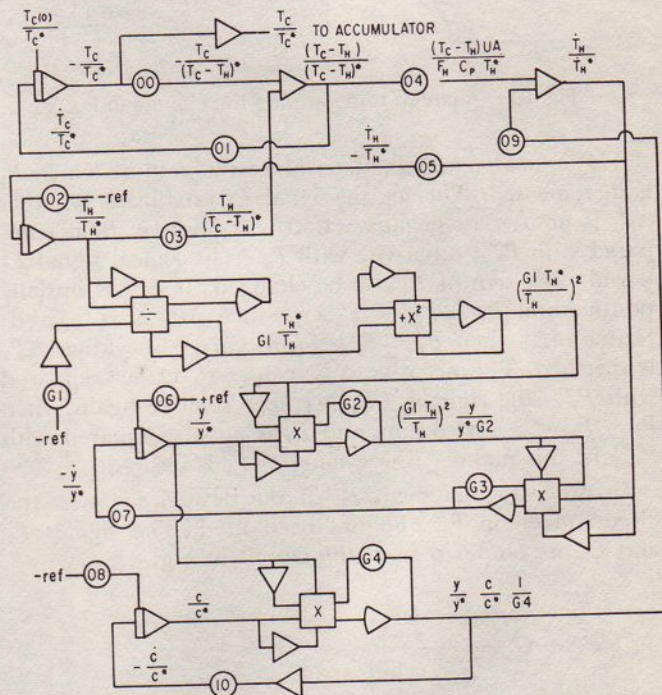 T_C(0)
T_C*
T_C
T_C*
TO ACCUMULATOR
- T_C
T_C*
- T_C
(T_C - T_H)*
(T_C - T_H)
(T_C - T_H)*
(T_C - T_H) UA
F_H C_P T_H*
Ṫ_H
T_H*
00
04
Ṫ_C
T_C*
01
09
- Ṫ_H
T_H*
05
02
-ref
T_H
T_H*
03
T_H
(T_C - T_H)*
÷
+X²
(G1 T_H*
T_H)²
G1 T_H*
T_H
G1
-ref
06
+ref
y
y*
X
G2
(G1 T_H)² y
T_H y* G2
-ẏ
y*
07
G3
X
-ref
08
G4
c
c*
X
y c 1
y* c* G4
- ċ
c*
10